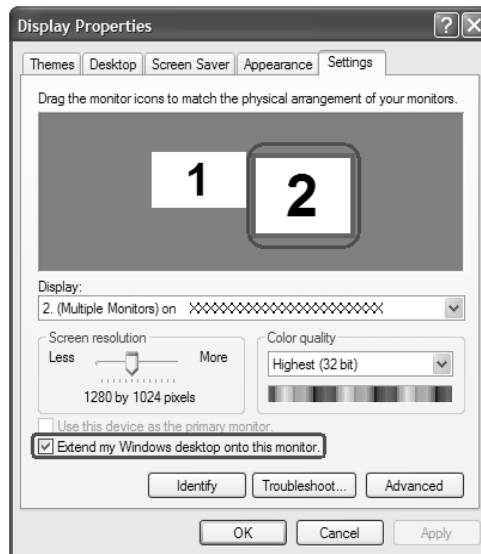 Display Properties
Themes Desktop Screen Saver Appearance Settings
Drag the monitor icons to match the physical arrangement of your monitors.
1 2
Display:
2. (Multiple Monitors) on XXXXXXXXXXXXXXXXXXXXXXX
Screen resolution Color quality
Less More Highest (32 bit)
1280 by 1024 pixels
Use this device as the primary monitor.
Extend my Windows desktop onto this monitor.
Identify Troubleshoot... Advanced
OK Cancel Apply